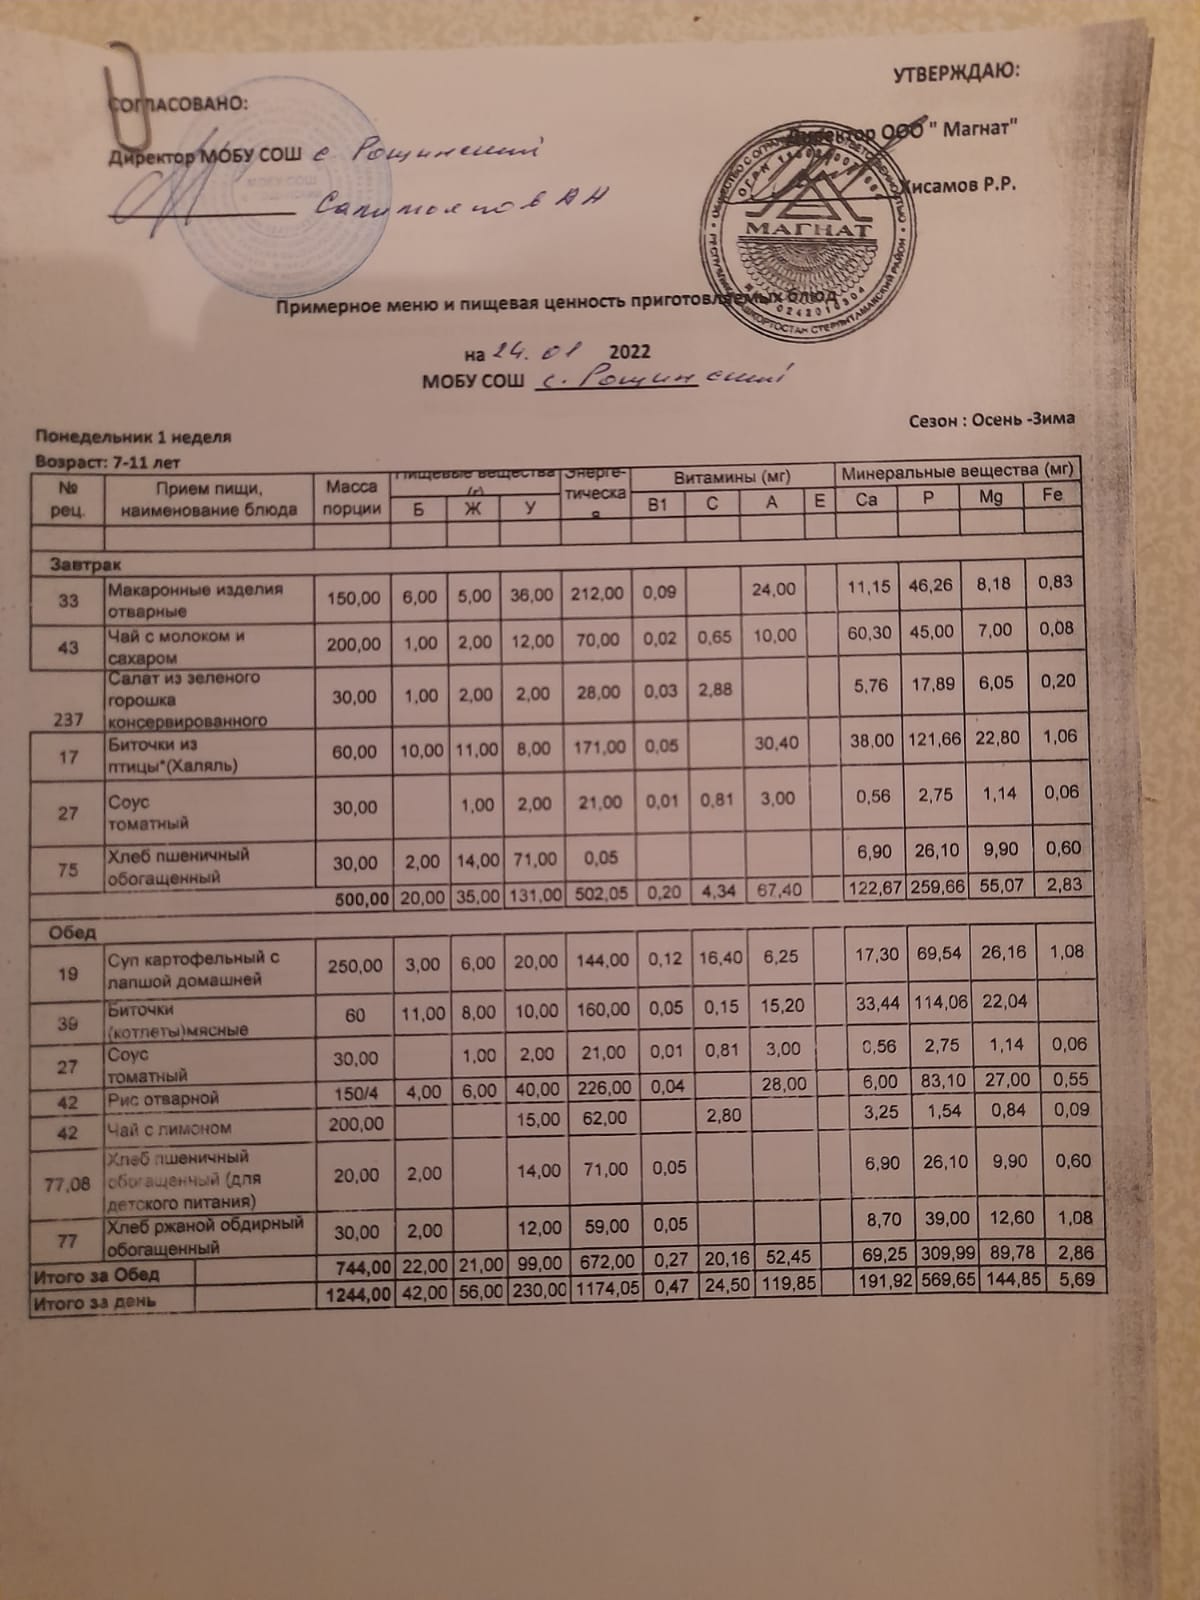 УТВЕРЖДАЮ:
СОГЛАСОВАНО:
Директор ООО " Магнат"
Директор МОБУ СОШ с Рощинский
Хисамов Р.Р.
МАГНАТ
Примерное меню и пищевая ценность приготовляемых блюд
на 24. 01 2022
МОБУ СОШ с. Рощинский
Сезон : Осень -Зима
Понедельник 1 неделя
Возраст: 7-11 лет
№ рец. Прием пищи, наименование блюда Масса порции Пищевые вещества (г) Энерге-тическа я Витамины (мг) Минеральные вещества (мг)
Б Ж У B1 C A E Ca P Mg Fe
Завтрак
33 Макаронные изделия отварные 150,00 6,00 5,00 36,00 212,00 0,09 24,00 11,15 46,26 8,18 0,83
43 Чай с молоком и сахаром 200,00 1,00 2,00 12,00 70,00 0,02 0,65 10,00 60,30 45,00 7,00 0,08
237 Салат из зеленого горошка консервированного 30,00 1,00 2,00 2,00 28,00 0,03 2,88 5,76 17,89 6,05 0,20
17 Биточки из птицы*(Халяль) 60,00 10,00 11,00 8,00 171,00 0,05 30,40 38,00 121,66 22,80 1,06
27 Соус томатный 30,00 1,00 2,00 21,00 0,01 0,81 3,00 0,56 2,75 1,14 0,06
75 Хлеб пшеничный обогащенный 30,00 2,00 14,00 71,00 0,05 6,90 26,10 9,90 0,60
500,00 20,00 35,00 131,00 502,05 0,20 4,34 67,40 122,67 259,66 55,07 2,83
Обед
19 Суп картофельный с лапшой домашней 250,00 3,00 6,00 20,00 144,00 0,12 16,40 6,25 17,30 69,54 26,16 1,08
39 Биточки (котлеты)мясные 60 11,00 8,00 10,00 160,00 0,05 0,15 15,20 33,44 114,06 22,04
27 Соус томатный 30,00 1,00 2,00 21,00 0,01 0,81 3,00 0,56 2,75 1,14 0,06
42 Рис отварной 150/4 4,00 6,00 40,00 226,00 0,04 28,00 6,00 83,10 27,00 0,55
42 Чай с лимоном 200,00 15,00 62,00 2,80 3,25 1,54 0,84 0,09
77,08 Хлеб пшеничный обогащенный (для детского питания) 20,00 2,00 14,00 71,00 0,05 6,90 26,10 9,90 0,60
77 Хлеб ржаной обдирный обогащенный 30,00 2,00 12,00 59,00 0,05 8,70 39,00 12,60 1,08
Итого за Обед 744,00 22,00 21,00 99,00 672,00 0,27 20,16 52,45 69,25 309,99 89,78 2,86
Итого за день 1244,00 42,00 56,00 230,00 1174,05 0,47 24,50 119,85 191,92 569,65 144,85 5,69